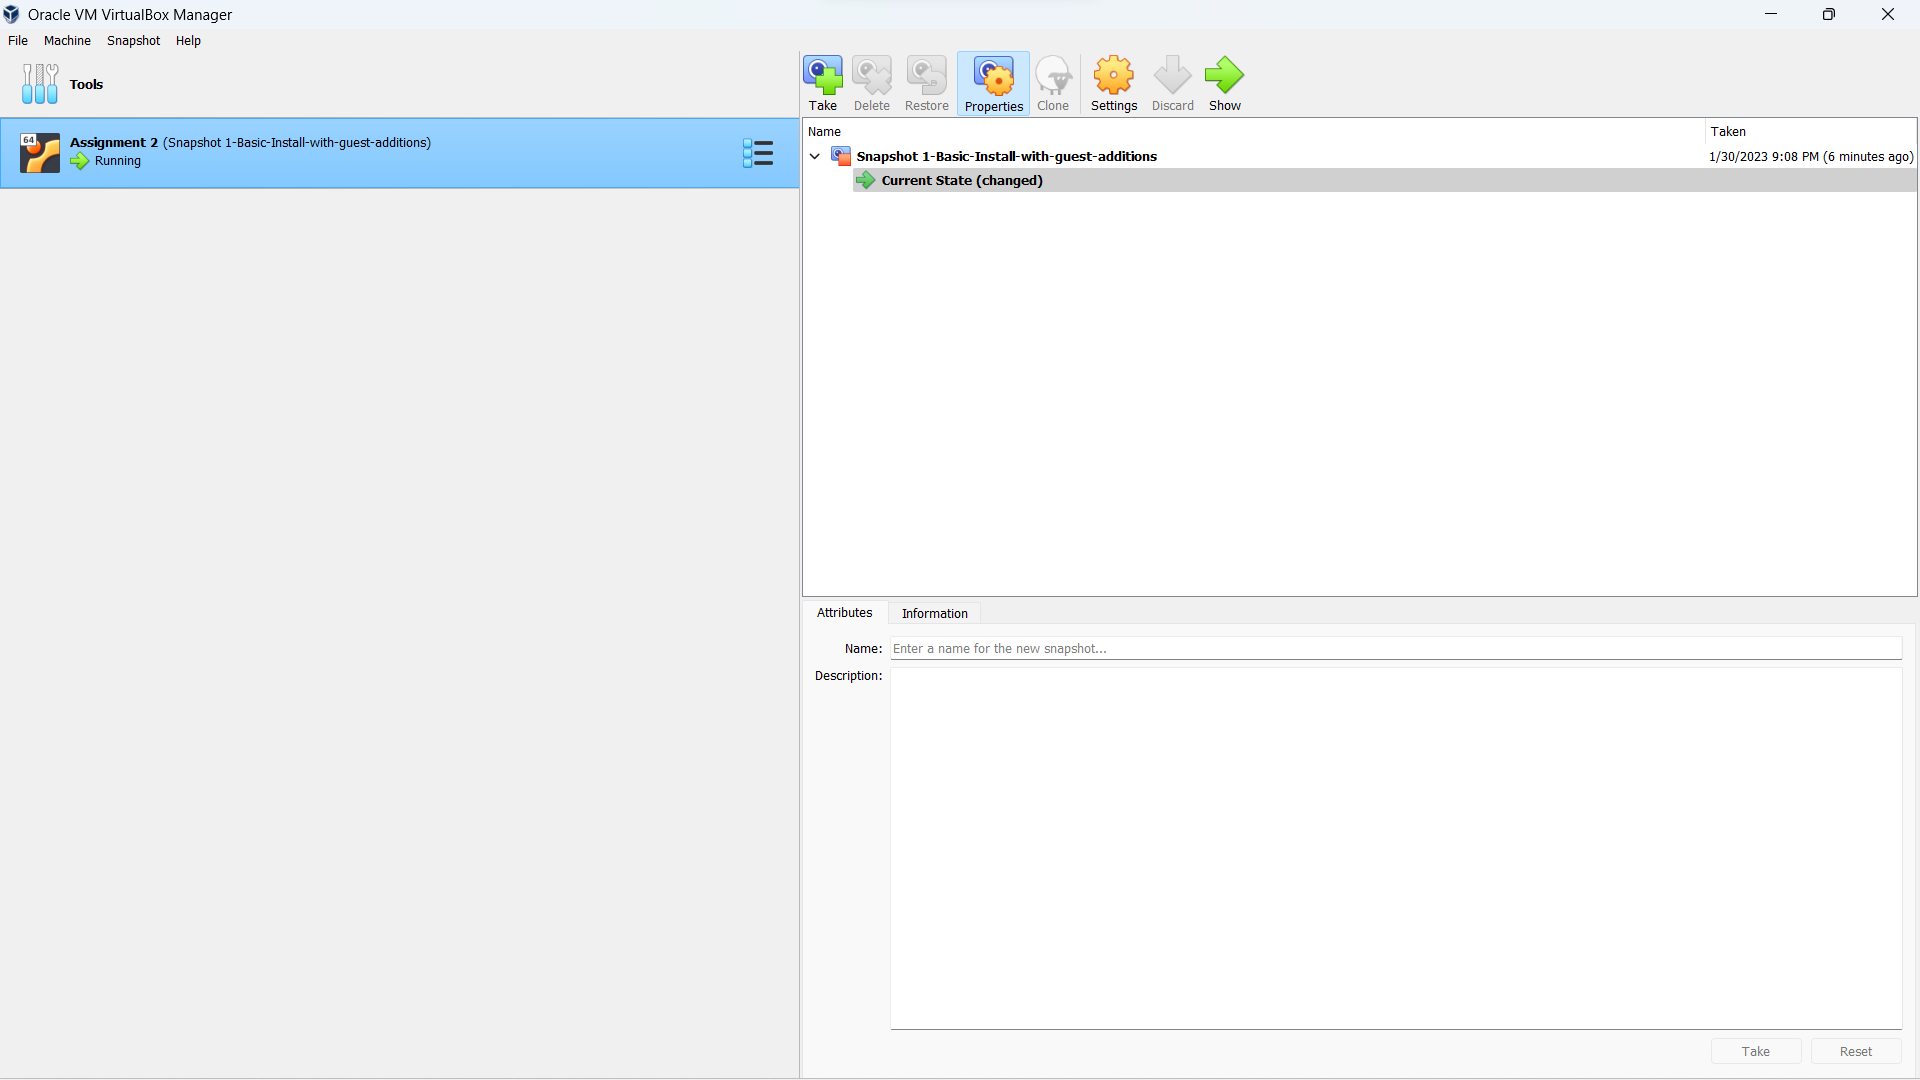 Oracle VM VirtualBox Manager
File Machine Snapshot Help
Tools
64
Assignment 2 (Snapshot 1-Basic-Install-with-guest-additions)
Running
Take Delete Restore Properties Clone Settings Discard Show
Name Taken
Snapshot 1-Basic-Install-with-guest-additions 1/30/2023 9:08 PM (6 minutes ago)
Current State (changed)
Attributes Information
Name: Enter a name for the new snapshot...
Description:
Take Reset